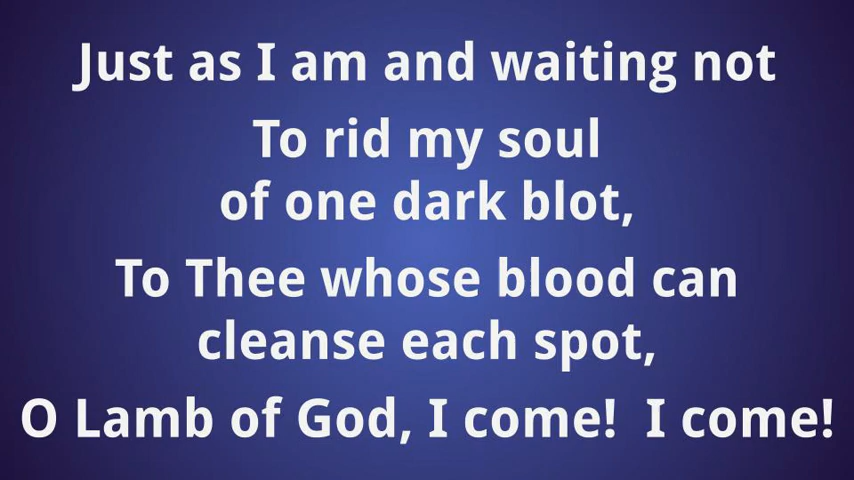 Just as I am and waiting not
To rid my soul
of one dark blot,
To Thee whose blood can
cleanse each spot,
O Lamb of God, I come!  I come!